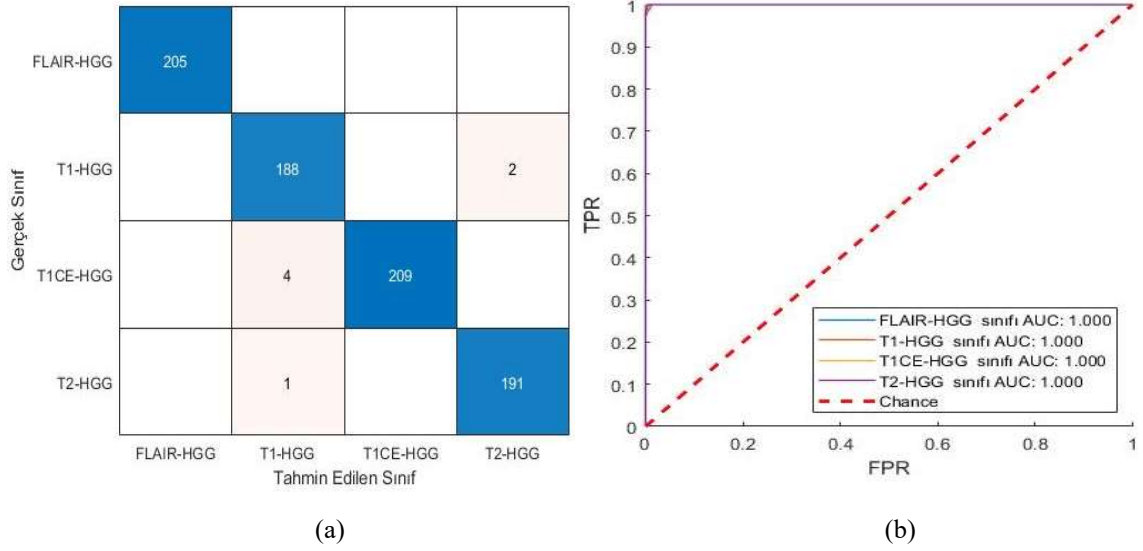 Gerçek Sınıf
FLAIR-HGG
205
T1-HGG
188
2
T1CE-HGG
4
209
T2-HGG
1
191
FLAIR-HGG
T1-HGG
T1CE-HGG
T2-HGG
Tahmin Edilen Sınıf
(a)
TPR
1
0.9
0.8
0.7
0.6
0.5
0.4
0.3
0.2
0.1
0
FLAIR-HGG sınıfı AUC: 1.000
T1-HGG sınıfı AUC: 1.000
T1CE-HGG sınıfı AUC: 1.000
T2-HGG sınıfı AUC: 1.000
Chance
0
0.2
0.4
0.6
0.8
1
FPR
(b)